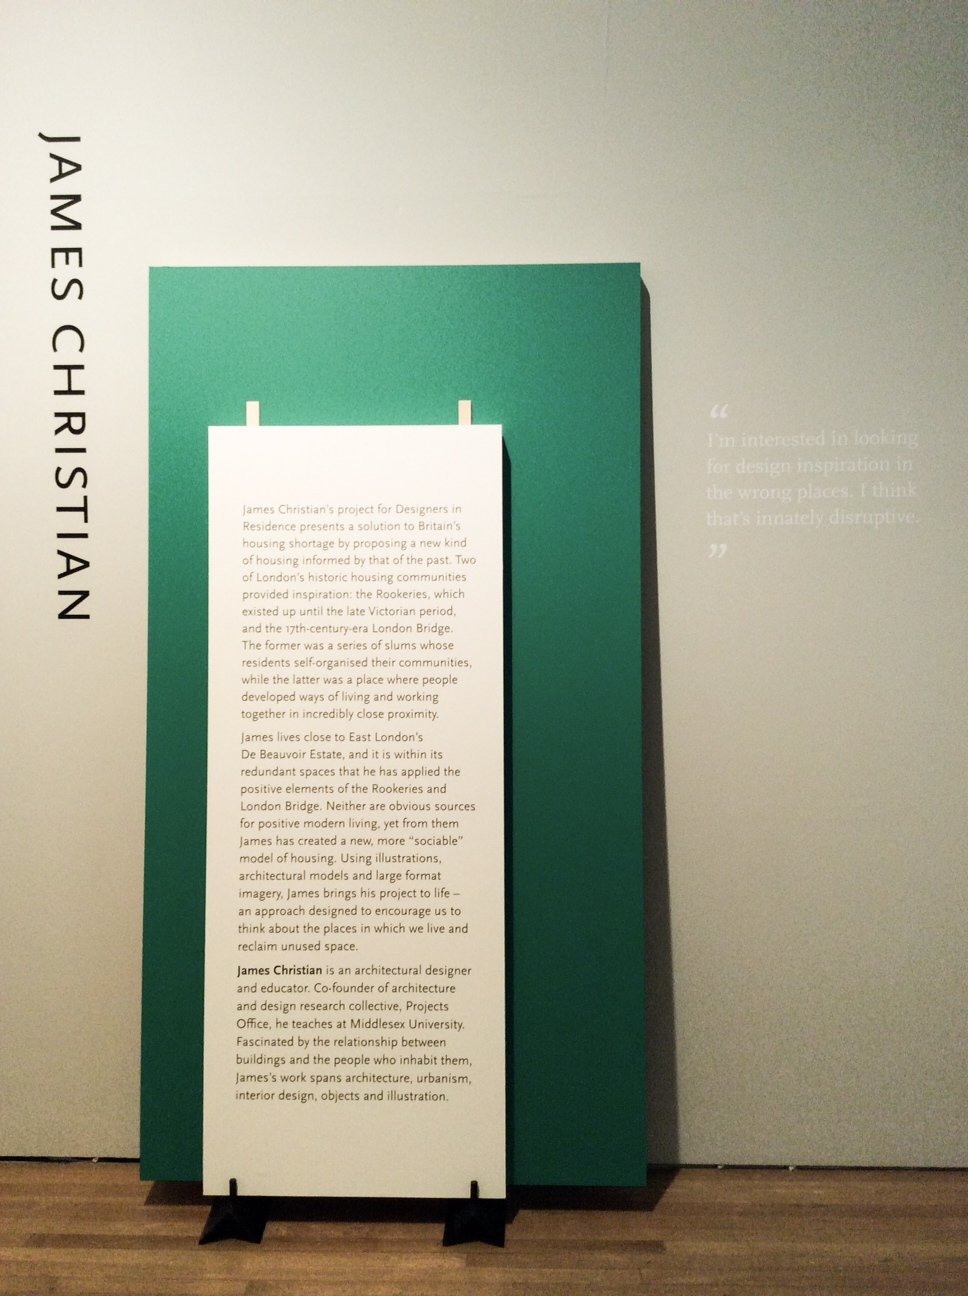 JAMES CHRISTIAN
James Christian's project for Designers in
Residence presents a solution to Britain's
housing shortage by proposing a new kind
of housing informed by that of the past. Two
of London's historic housing communities
provided inspiration: the Rookeries, which
existed up until the late Victorian period,
and the 17th-century-era London Bridge.
The former was a series of slums whose
residents self-organised their communities,
while the latter was a place where people
developed ways of living and working
together in incredibly close proximity.
James lives close to East London's
De Beauvoir Estate, and it is within its
redundant spaces that he has applied the
positive elements of the Rookeries and
London Bridge. Neither are obvious sources
for positive modern living, yet from them
James has created a new, more “sociable”
model of housing. Using illustrations,
architectural models and large format
imagery, James brings his project to life –
an approach designed to encourage us to
think about the places in which we live and
reclaim unused space.
James Christian is an architectural designer
and educator. Co-founder of architecture
and design research collective, Projects
Office, he teaches at Middlesex University.
Fascinated by the relationship between
buildings and the people who inhabit them,
James's work spans architecture, urbanism,
interior design, objects and illustration.
“
I'm interested in looking
for design inspiration in
the wrong places. I think
that's innately disruptive.
”